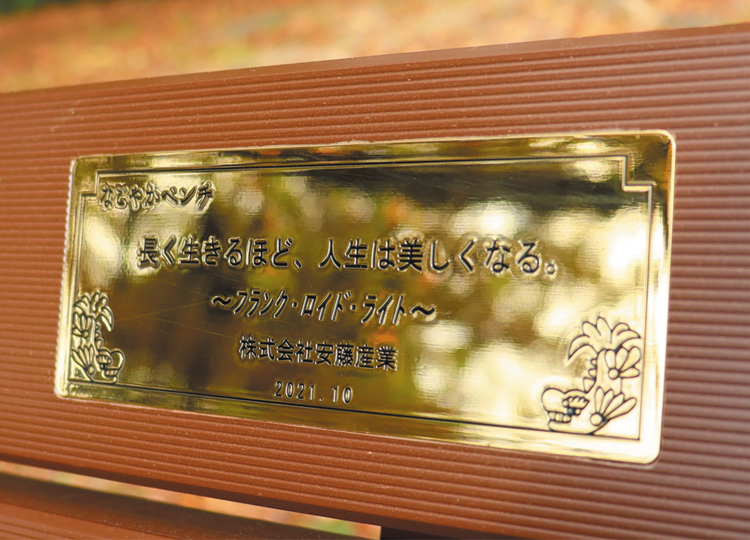 なごやかベンチ
長く生きるほど、人生は美しくなる。
～フランク・ロイド・ライト～
株式会社安藤産業
2021.10